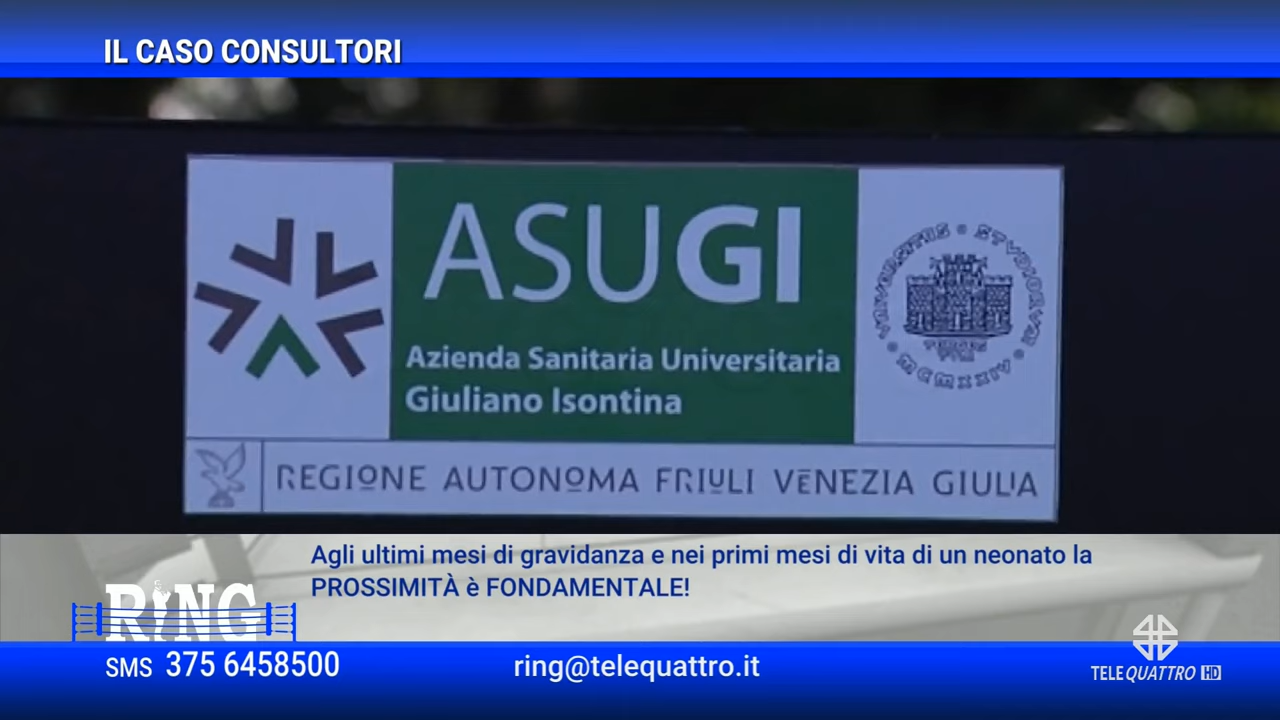 IL CASO CONSULTORI
ASUGI
Azienda Sanitaria Universitaria
Giuliano Isontina
MCMXXIV
REGIONE AUTONOMA FRIULI VENEZIA GIULIA
Agli ultimi mesi di gravidanza e nei primi mesi di vita di un neonato la
PROSSIMITÀ è FONDAMENTALE!
RING
SMS 375 6458500
ring@telequattro.it
TELEQUATTRO HD